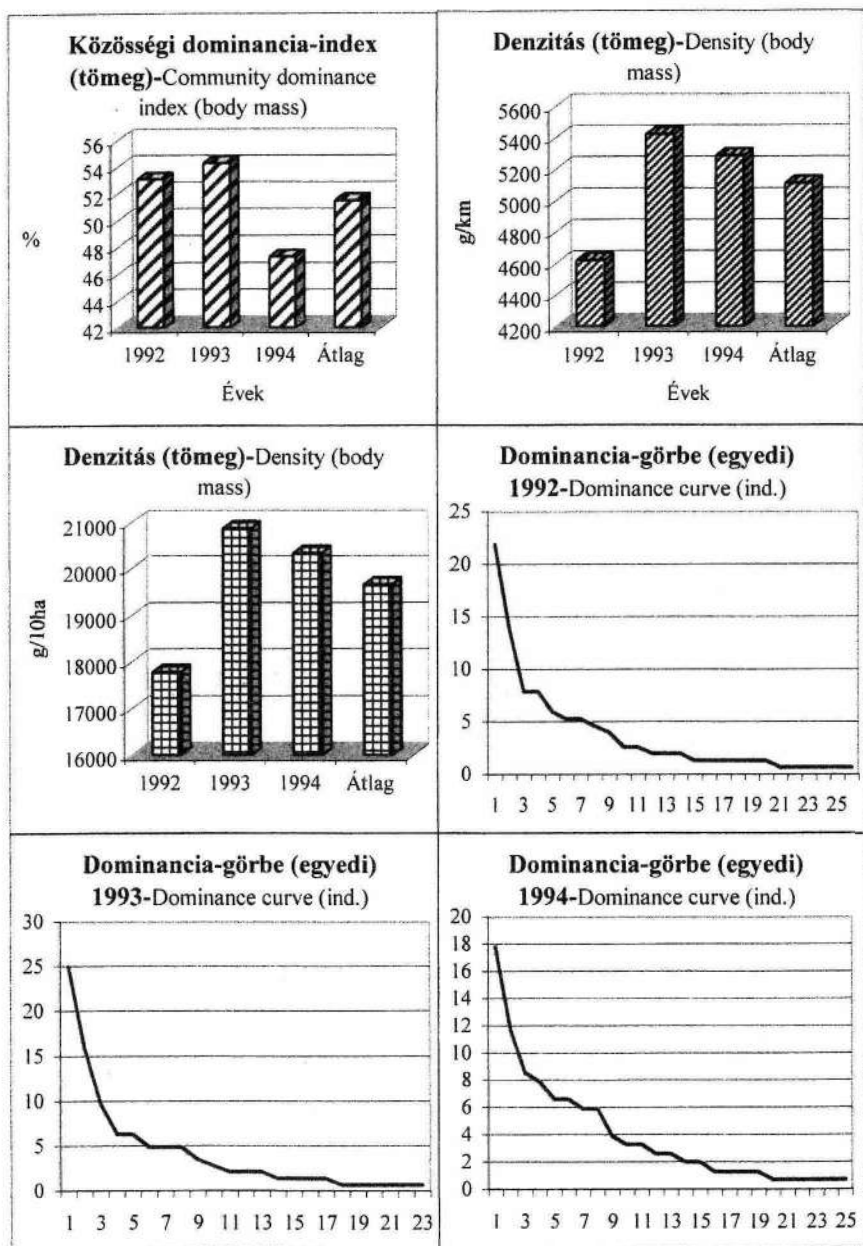 Közösségi dominancia-index
(tömeg)-Community dominance
index (body mass)
56
54
52
50
48
46
44
42
%
1992 1993 1994 Átlag
Évek
Denzitás (tömeg)-Density (body
mass)
5600
5400
5200
5000
4800
4600
4400
4200
g/km
1992 1993 1994 Átlag
Évek
Denzitás (tömeg)-Density (body
mass)
21000
20000
19000
18000
17000
16000
g/10ha
1992 1993 1994 Átlag
Dominancia-görbe (egyedi)
1992-Dominance curve (ind.)
25
20
15
10
5
0
1 3 5 7 9 11 13 15 17 19 21 23 25
Dominancia-görbe (egyedi)
1993-Dominance curve (ind.)
30
25
20
15
10
5
0
1 3 5 7 9 11 13 15 17 19 21 23
Dominancia-görbe (egyedi)
1994-Dominance curve (ind.)
20
18
16
14
12
10
8
6
4
2
0
1 3 5 7 9 11 13 15 17 19 21 23 25